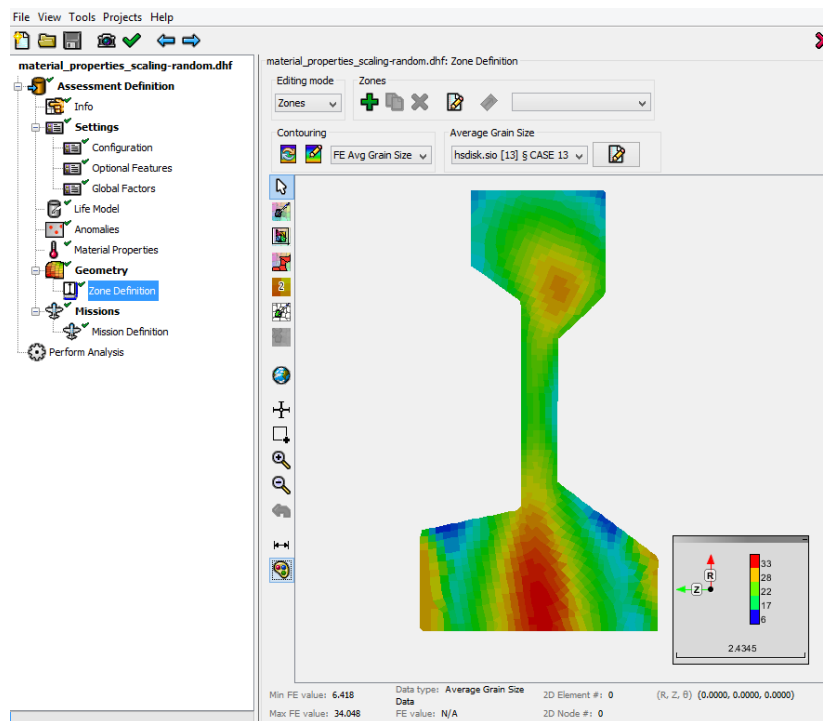 File View Tools Projects Help
material_properties_scaling-random.dhf
Assessment Definition
Info
Settings
Configuration
Optional Features
Global Factors
Life Model
Anomalies
Material Properties
Geometry
Zone Definition
Missions
Mission Definition
Perform Analysis
material_properties_scaling-random.dhf: Zone Definition
Editing mode Zones
Zones
Contouring Average Grain Size
FE Avg Grain Size hsdisk.sio [13] § CASE 13
2
R
Z
33
28
22
17
6
2.4345
Min FE value: 6.418 Data type: Average Grain Size Data 2D Element #: 0 (R, Z, θ) (0.0000, 0.0000, 0.0000)
Max FE value: 34.048 FE value: N/A 2D Node #: 0